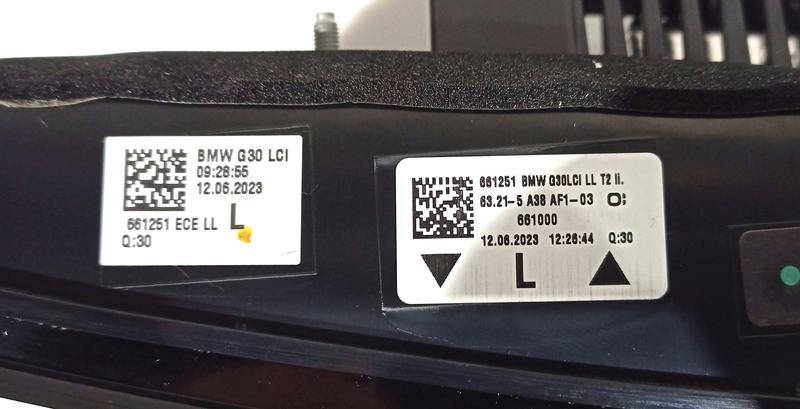 BMW G30 LCI
09:26:55
12.06.2023
661251 ECE LL L
Q:30
661251 BMW G30LCI LL T2 li.
63.21-5 A38 AF1-03 O:
661000
12.06.2023 12:26:44 Q:30
L